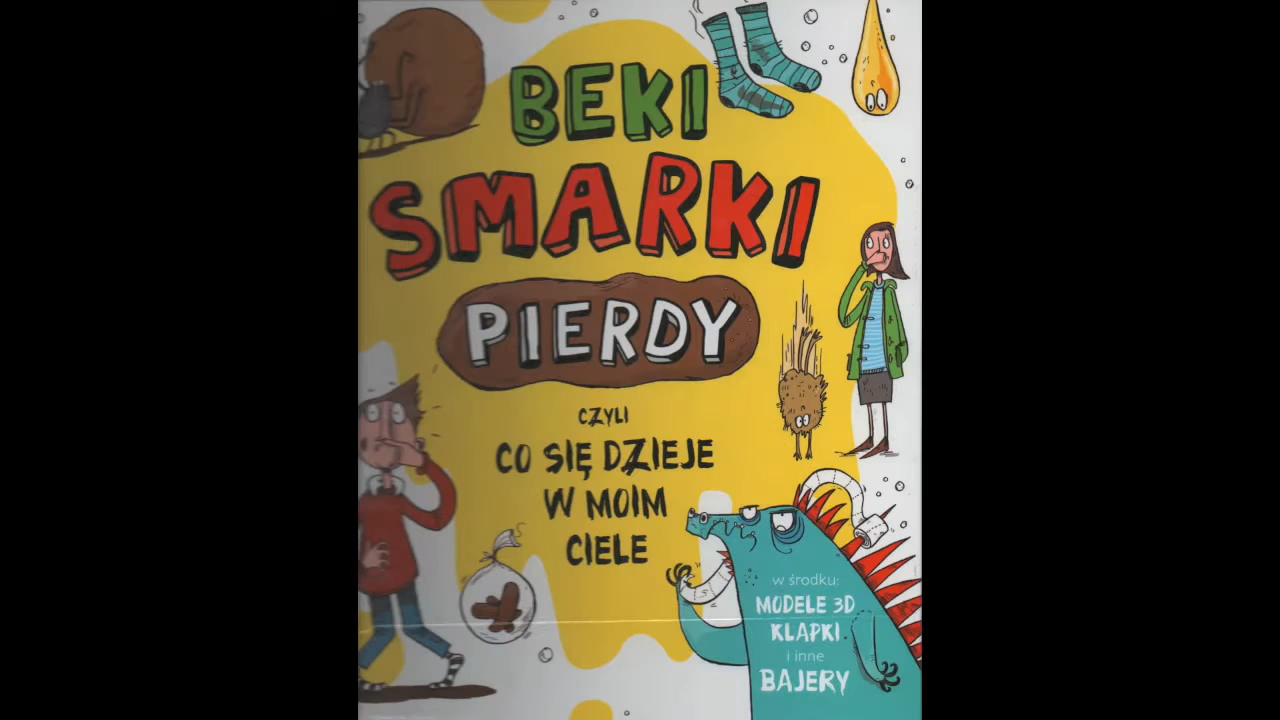 BEKI
SMARKI
PIERDY
CZYLI
CO SIĘ DZIEJE
W MOIM
CIELE
w środku:
MODELE 3D
KLAPKI
i inne
BAJERY